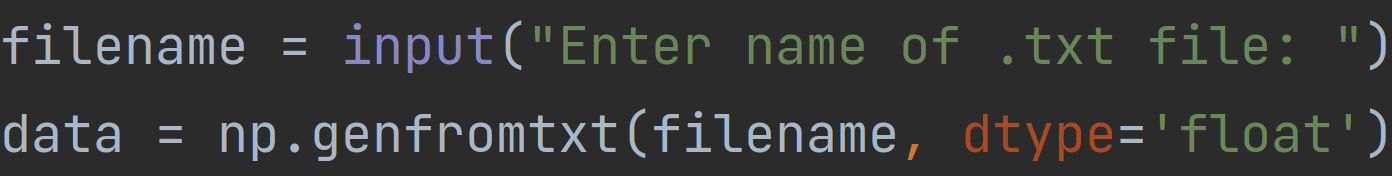 filename = input("Enter name of .txt file: ")
data = np.genfromtxt(filename, dtype='float')